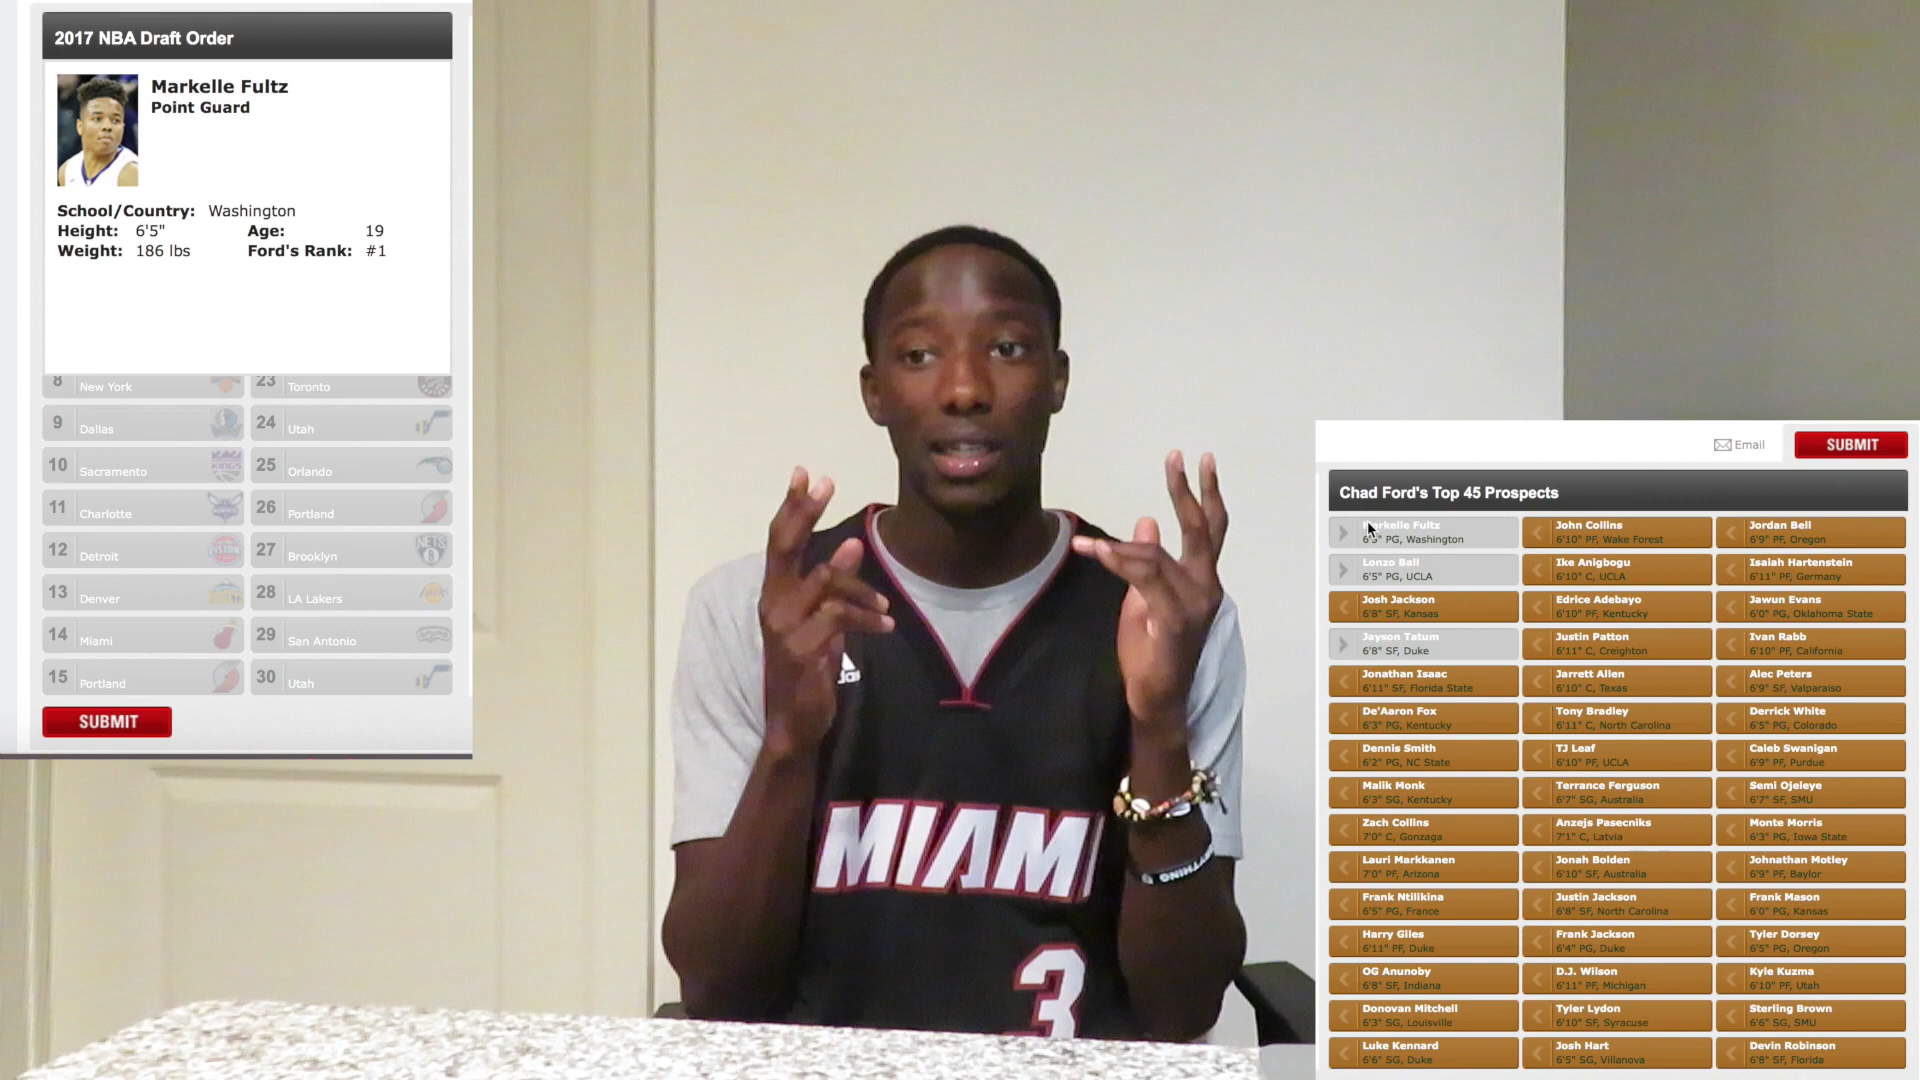 2017 NBA Draft Order
Markelle Fultz
Point Guard
School/Country: Washington
Height: 6'5" Age: 19
Weight: 186 lbs Ford's Rank: #1
8 New York 23 Toronto
9 Dallas 24 Utah
10 Sacramento 25 Orlando
11 Charlotte 26 Portland
12 Detroit 27 Brooklyn
13 Denver 28 LA Lakers
14 Miami 29 San Antonio
15 Portland 30 Utah
SUBMIT
MIAMI
3
Email SUBMIT
Chad Ford's Top 45 Prospects
Fultz John Collins Jordan Bell
PG, Washington 6'10" PF, Wake Forest 6'9" PF, Oregon
Lonzo Ball Ike Anigbogu Isaiah Hartenstein
6'5" PG, UCLA 6'10" C, UCLA 6'11" PF, Germany
Josh Jackson Edrice Adebayo Jawun Evans
6'8" SF, Kansas 6'10" PF, Kentucky 6'0" PG, Oklahoma State
Jayson Tatum Justin Patton Ivan Rabb
6'8" SF, Duke 6'11" C, Creighton 6'10" PF, California
Jonathan Isaac Jarrett Allen Alec Peters
6'11" SF, Florida State 6'10" C, Texas 6'9" SF, Valparaiso
De'Aaron Fox Tony Bradley Derrick White
6'3" PG, Kentucky 6'11" C, North Carolina 6'5" PG, Colorado
Dennis Smith TJ Leaf Caleb Swanigan
6'2" PG, NC State 6'10" PF, UCLA 6'9" PF, Purdue
Malik Monk Terrance Ferguson Semi Ojeleye
6'3" SG, Kentucky 6'7" SG, Australia 6'7" SF, SMU
Zach Collins Anzejs Pasecniks Monte Morris
7'0" C, Gonzaga 7'1" C, Latvia 6'3" PG, Iowa State
Lauri Markkanen Jonah Bolden Johnathan Motley
7'0" PF, Arizona 6'10" SF, Australia 6'9" PF, Baylor
Frank Ntilikina Justin Jackson Frank Mason
6'5" PG, France 6'8" SF, North Carolina 6'0" PG, Kansas
Harry Giles Frank Jackson Tyler Dorsey
6'11" PF, Duke 6'4" PG, Duke 6'5" PG, Oregon
OG Anunoby D.J. Wilson Kyle Kuzma
6'8" SF, Indiana 6'11" PF, Michigan 6'10" PF, Utah
Donovan Mitchell Tyler Lydon Sterling Brown
6'3" SG, Louisville 6'10" SF, Syracuse 6'6" SG, SMU
Luke Kennard Josh Hart Devin Robinson
6'6" SG, Duke 6'5" SG, Villanova 6'8" SF, Florida